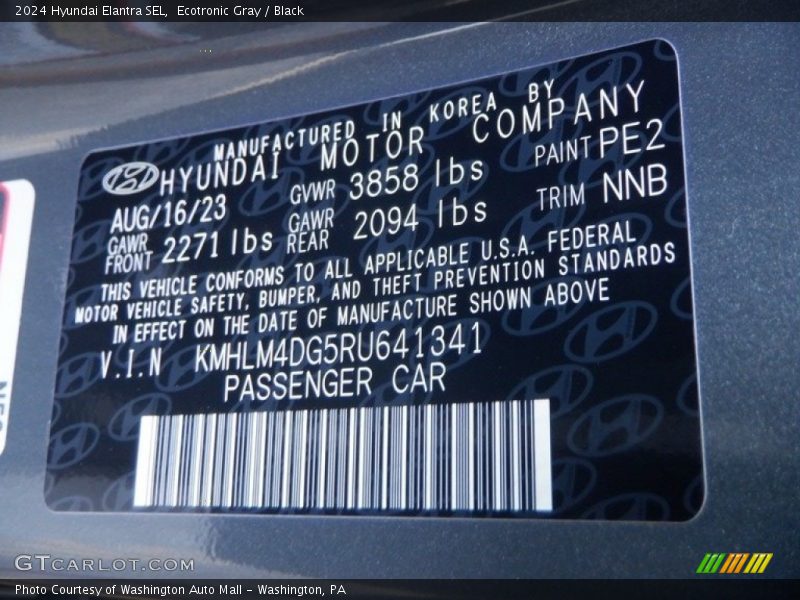 2024 Hyundai Elantra SEL,  Ecotronic Gray / Black
MANUFACTURED IN KOREA BY
HYUNDAI MOTOR COMPANY
AUG/16/23 GVWR 3858 lbs PAINT PE2
GAWR FRONT 2271 lbs GAWR REAR 2094 lbs TRIM NNB
THIS VEHICLE CONFORMS TO ALL APPLICABLE U.S.A. FEDERAL
MOTOR VEHICLE SAFETY, BUMPER, AND THEFT PREVENTION STANDARDS
IN EFFECT ON THE DATE OF MANUFACTURE SHOWN ABOVE
V.I.N KMHLM4DG5RU641341
PASSENGER CAR
GTcarlot.com
Photo Courtesy of Washington Auto Mall - Washington, PA